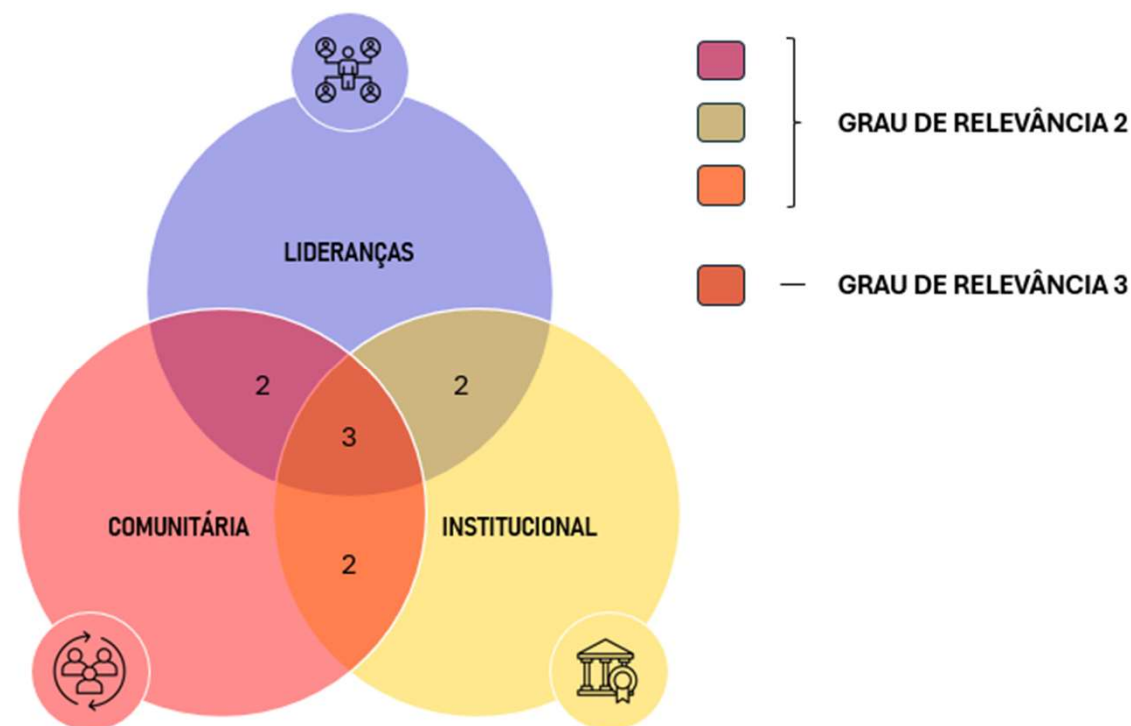 LIDERANÇAS
2
2
3
COMUNITÁRIA
INSTITUCIONAL
2
GRAU DE RELEVÂNCIA 2
GRAU DE RELEVÂNCIA 3